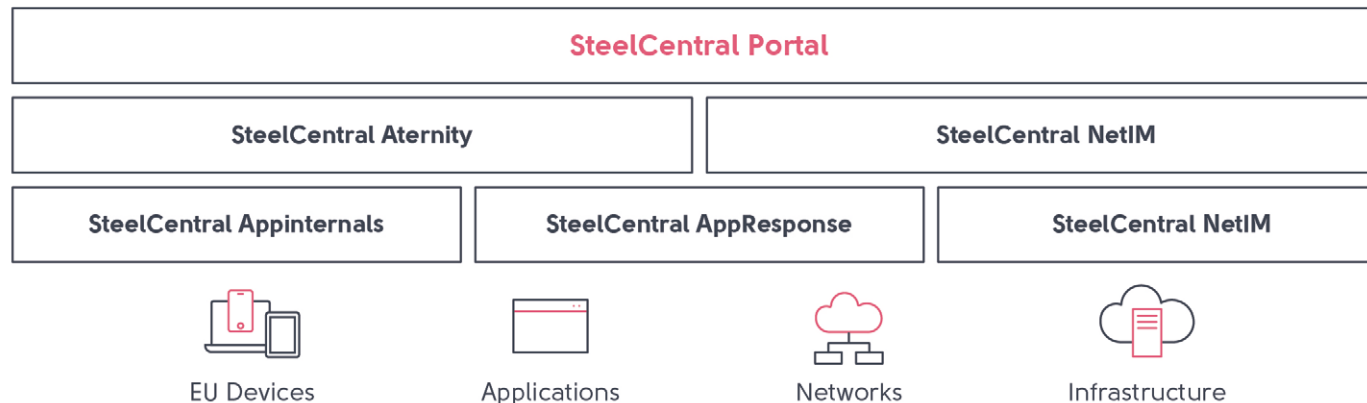 SteelCentral Portal
SteelCentral Aternity
SteelCentral NetIM
SteelCentral Appinternals
SteelCentral AppResponse
SteelCentral NetIM
EU Devices
Applications
Networks
Infrastructure